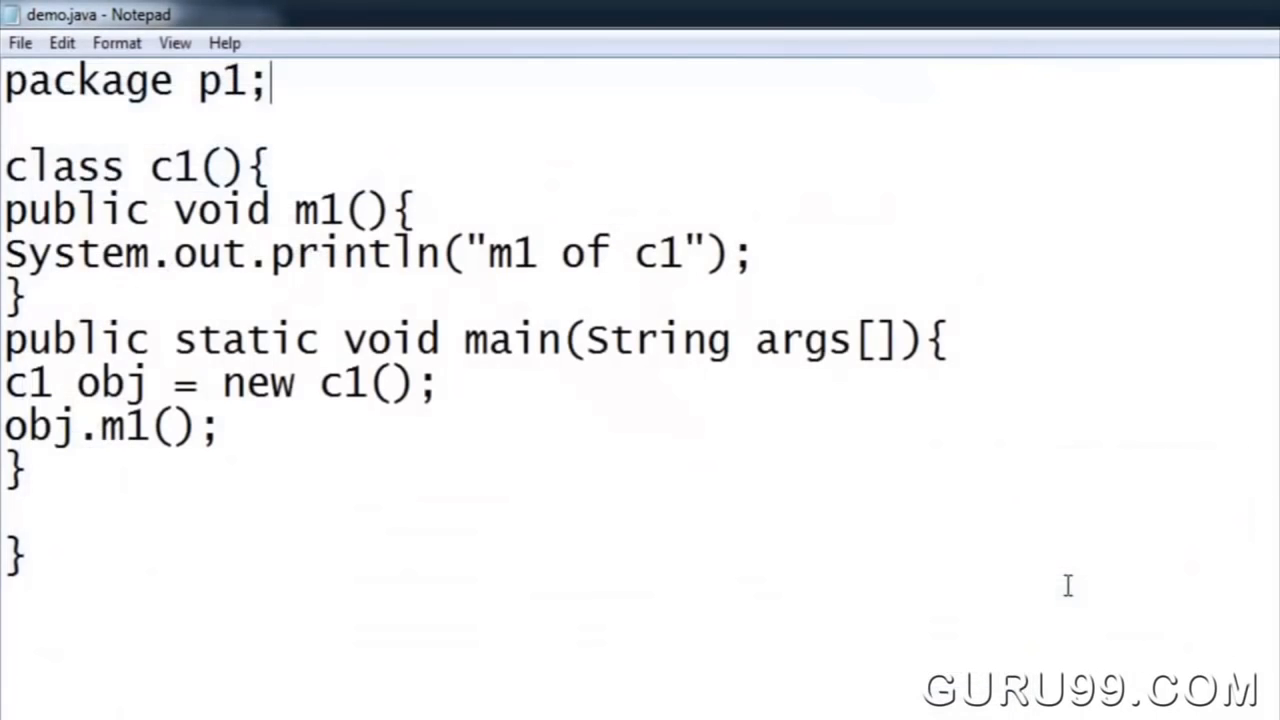 demo.java - Notepad
File Edit Format View Help
package p1;
class c1(){
public void m1(){
System.out.println("m1 of c1");
}
public static void main(String args[]){
c1 obj = new c1();
obj.m1();
}
}
GURU99.COM